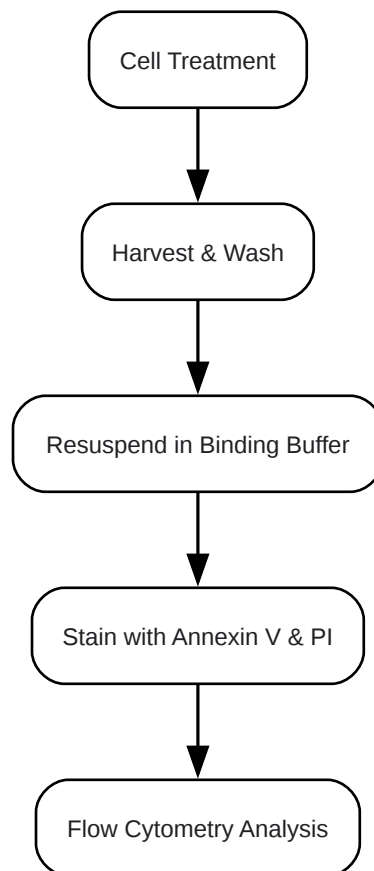 Cell Treatment
Harvest & Wash
Resuspend in Binding Buffer
Stain with Annexin V & PI
Flow Cytometry Analysis